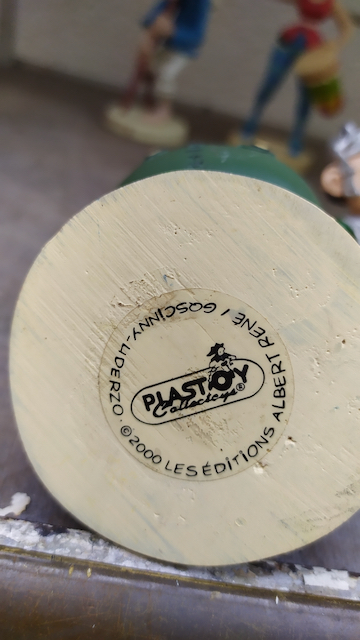 PLASTOY
Collectoys®
©2000 LES ÉDITIONS ALBERT RENÉ / GOSCINNY-UDERZO